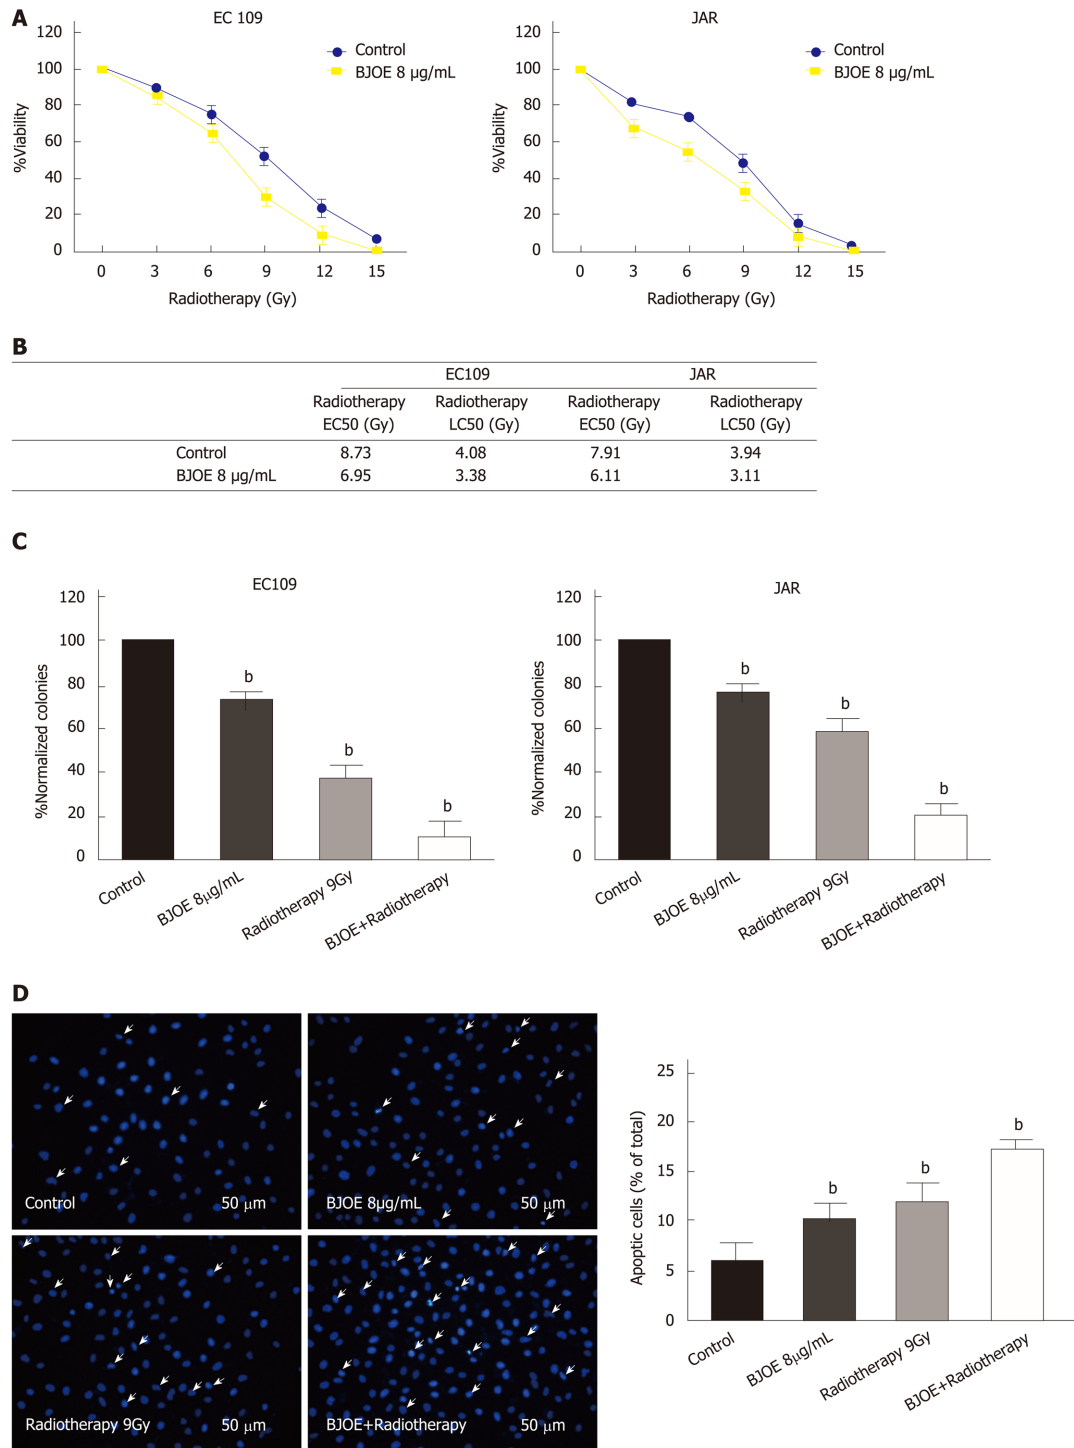 A
EC 109
%Viability
120
100
80
60
40
20
0
0 3 6 9 12 15
Radiotherapy (Gy)
Control
BJOE 8 μg/mL
JAR
%Viability
120
100
80
60
40
20
0
0 3 6 9 12 15
Radiotherapy (Gy)
Control
BJOE 8 μg/mL
B
EC109 JAR
Radiotherapy Radiotherapy Radiotherapy Radiotherapy
EC50 (Gy) LC50 (Gy) EC50 (Gy) LC50 (Gy)
Control 8.73 4.08 7.91 3.94
BJOE 8 μg/mL 6.95 3.38 6.11 3.11
C
EC109
%Normalized colonies
120
100
80
60
40
20
0
b
b
b
Control
BJOE 8μg/mL
Radiotherapy 9Gy
BJOE+Radiotherapy
JAR
%Normalized colonies
120
100
80
60
40
20
0
b
b
b
Control
BJOE 8μg/mL
Radiotherapy 9Gy
BJOE+Radiotherapy
D
Control 50 μm
BJOE 8μg/mL 50 μm
Radiotherapy 9Gy 50 μm
BJOE+Radiotherapy 50 μm
Apoptic cells (% of total)
25
20
15
10
5
0
b
b
b
Control
BJOE 8μg/mL
Radiotherapy 9Gy
BJOE+Radiotherapy